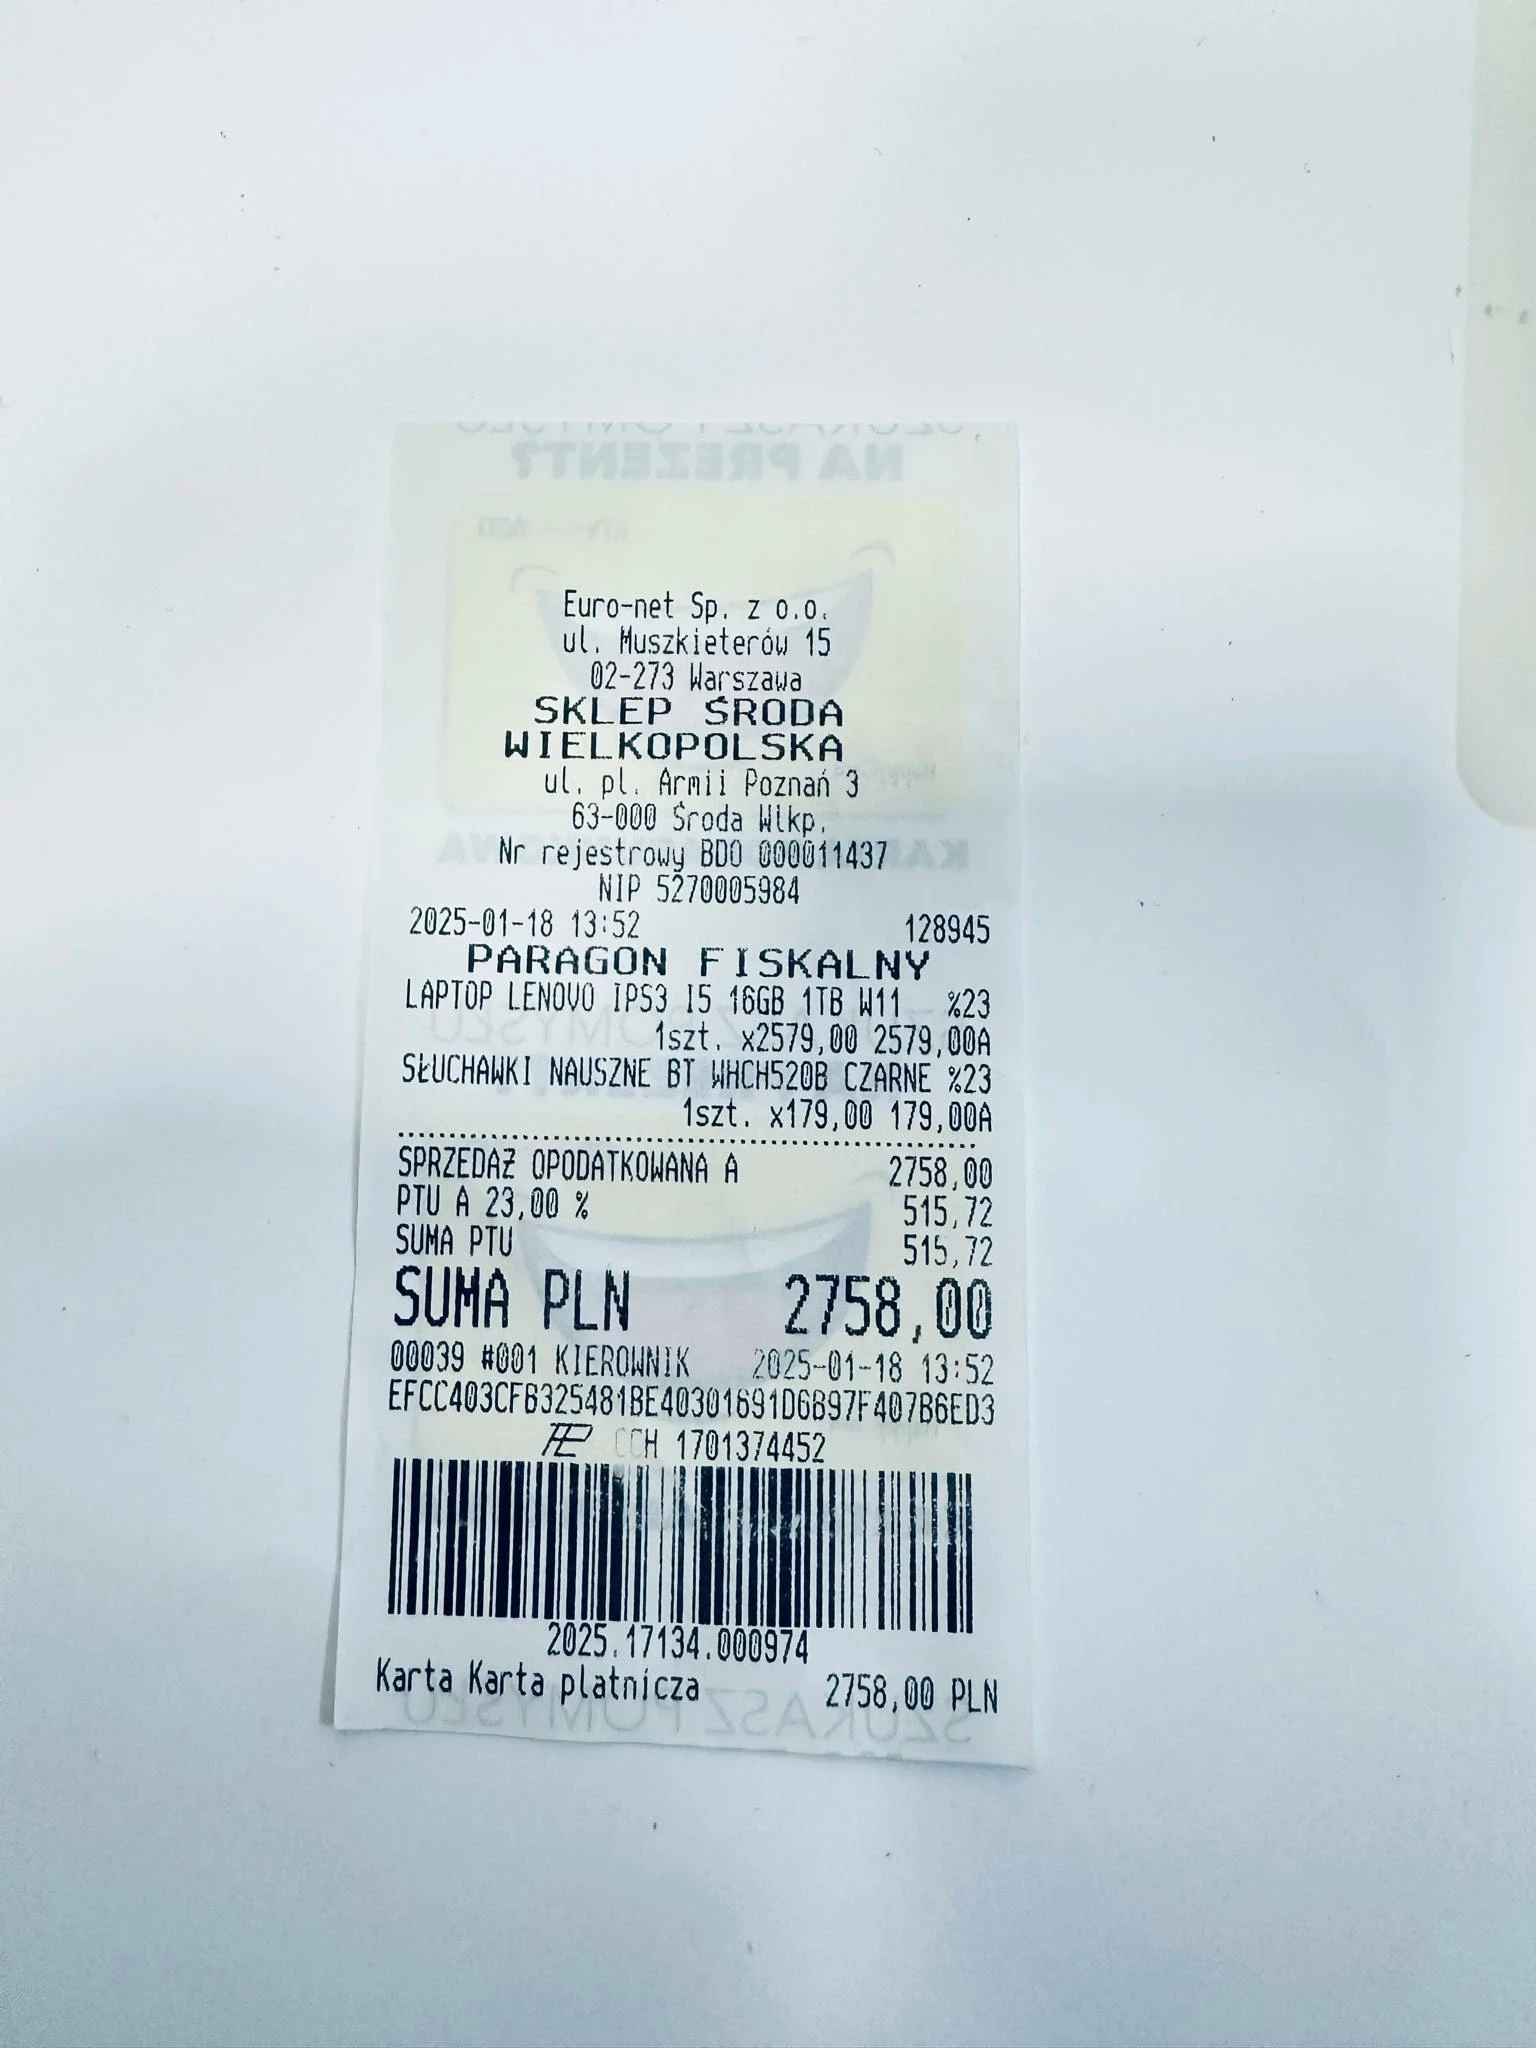 NA PREZENT?
Euro-net Sp. z o.o.
ul. Muszkieterów 15
02-273 Warszawa
SKLEP ŚRODA
WIELKOPOLSKA
ul. pl. Armii Poznań 3
63-000 Środa Wlkp.
Nr rejestrowy BDO 000011437
NIP 5270005984
2025-01-18 13:52 128945
PARAGON FISKALNY
LAPTOP LENOVO IPS3 I5 16GB 1TB W11 %23
1szt. x2579,00 2579,00A
SŁUCHAWKI NAUSZNE BT WHCH520B CZARNE %23
1szt. x179,00 179,00A
SPRZEDAŻ OPODATKOWANA A 2758,00
PTU A 23,00 % 515,72
SUMA PTU 515,72
SUMA PLN 2758,00
00039 #001 KIEROWNIK 2025-01-18 13:52
EFCC403CFB325481BE40301691D6B97F407B6ED3
CCH 1701374452
2025.17134.000974
Karta Karta płatnicza 2758,00 PLN
SZUKASZ POMYSŁU